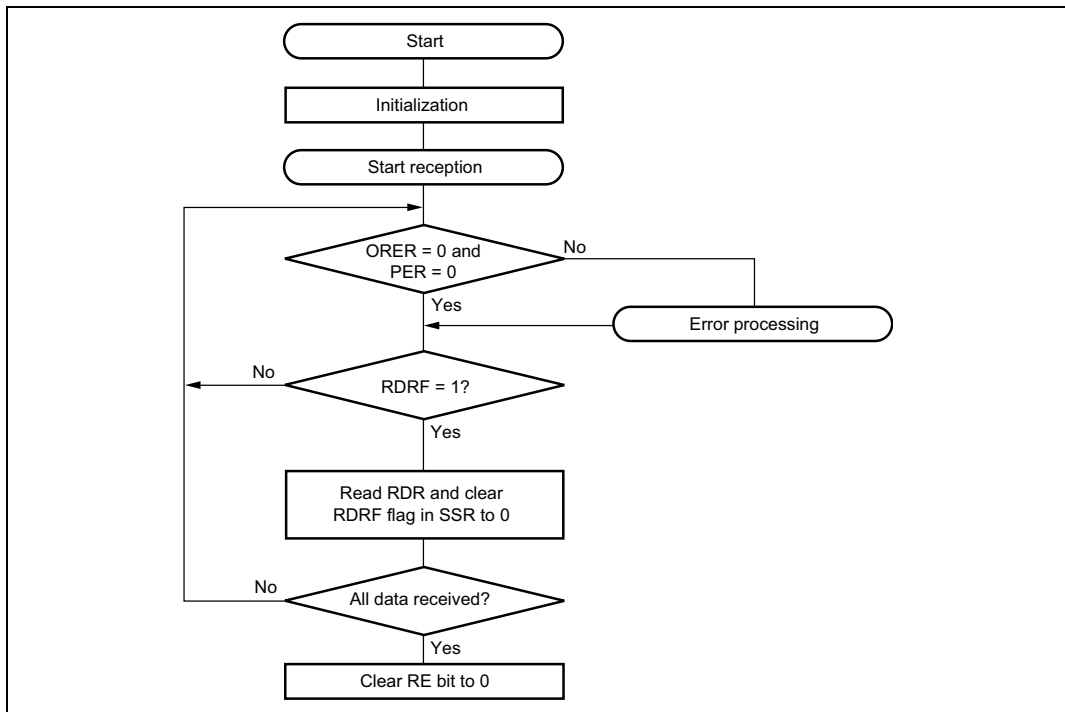 Start
Initialization
Start reception
ORER = 0 and
PER = 0
No
Yes
Error processing
No
RDRF = 1?
Yes
Read RDR and clear
RDRF flag in SSR to 0
No
All data received?
Yes
Clear RE bit to 0